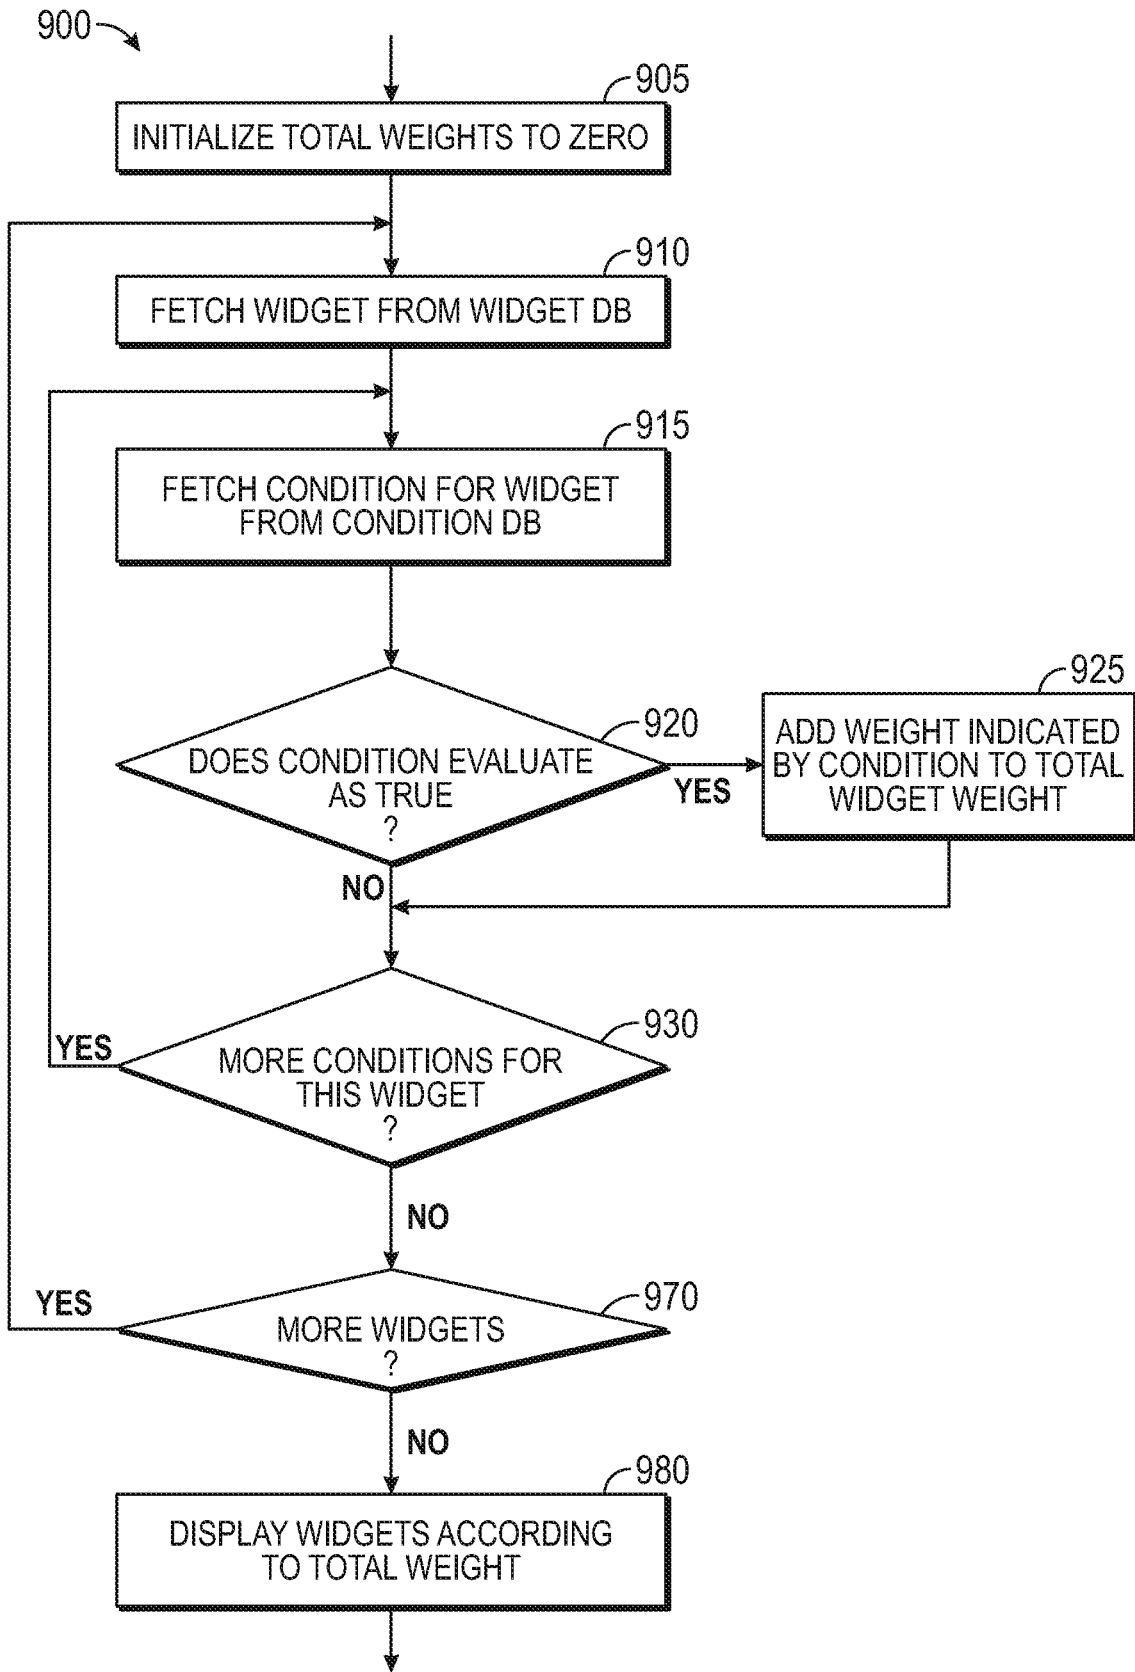 900
905
INITIALIZE TOTAL WEIGHTS TO ZERO
910
FETCH WIDGET FROM WIDGET DB
915
FETCH CONDITION FOR WIDGET
FROM CONDITION DB
920
DOES CONDITION EVALUATE
AS TRUE
?
YES
925
ADD WEIGHT INDICATED
BY CONDITION TO TOTAL
WIDGET WEIGHT
NO
930
MORE CONDITIONS FOR
THIS WIDGET
?
YES
NO
970
MORE WIDGETS
?
YES
NO
980
DISPLAY WIDGETS ACCORDING
TO TOTAL WEIGHT